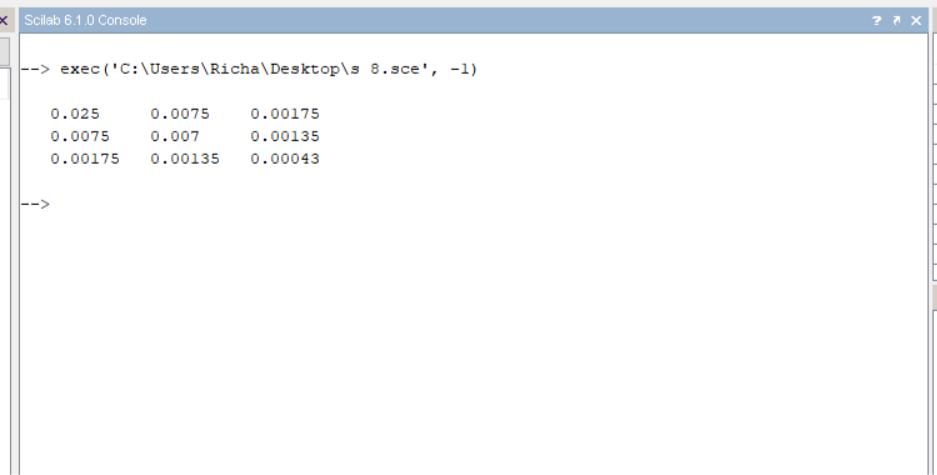 Scilab 6.1.0 Console
--> exec('C:\Users\Richa\Desktop\s 8.sce', -1)
0.025 0.0075 0.00175
0.0075 0.007 0.00135
0.00175 0.00135 0.00043
-->